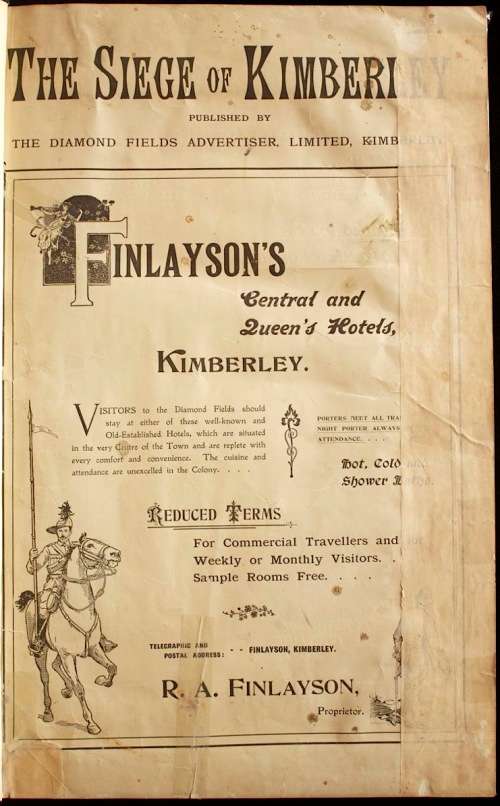 THE SIEGE OF KIMBERLEY
PUBLISHED BY
THE DIAMOND FIELDS ADVERTISER, LIMITED, KIMBERLEY
FINLAYSON'S
Central and
Queen's Hotels,
KIMBERLEY.
VISITORS to the Diamond Fields should
stay at either of these well-known and
Old-Established Hotels, which are situated
in the very Centre of the Town and are replete with
every comfort and convenience. The cuisine and
attendance are unexcelled in the Colony. . . .
PORTERS MEET ALL
NIGHT PORTER ALWAYS
ATTENDANCE. . . .
Hot, Cold and
Shower
REDUCED TERMS
For Commercial Travellers and for
Weekly or Monthly Visitors. .
Sample Rooms Free. . . .
TELEGRAPHIC AND
POSTAL ADDRESS: - - FINLAYSON, KIMBERLEY.
R. A. FINLAYSON,
Proprietor.